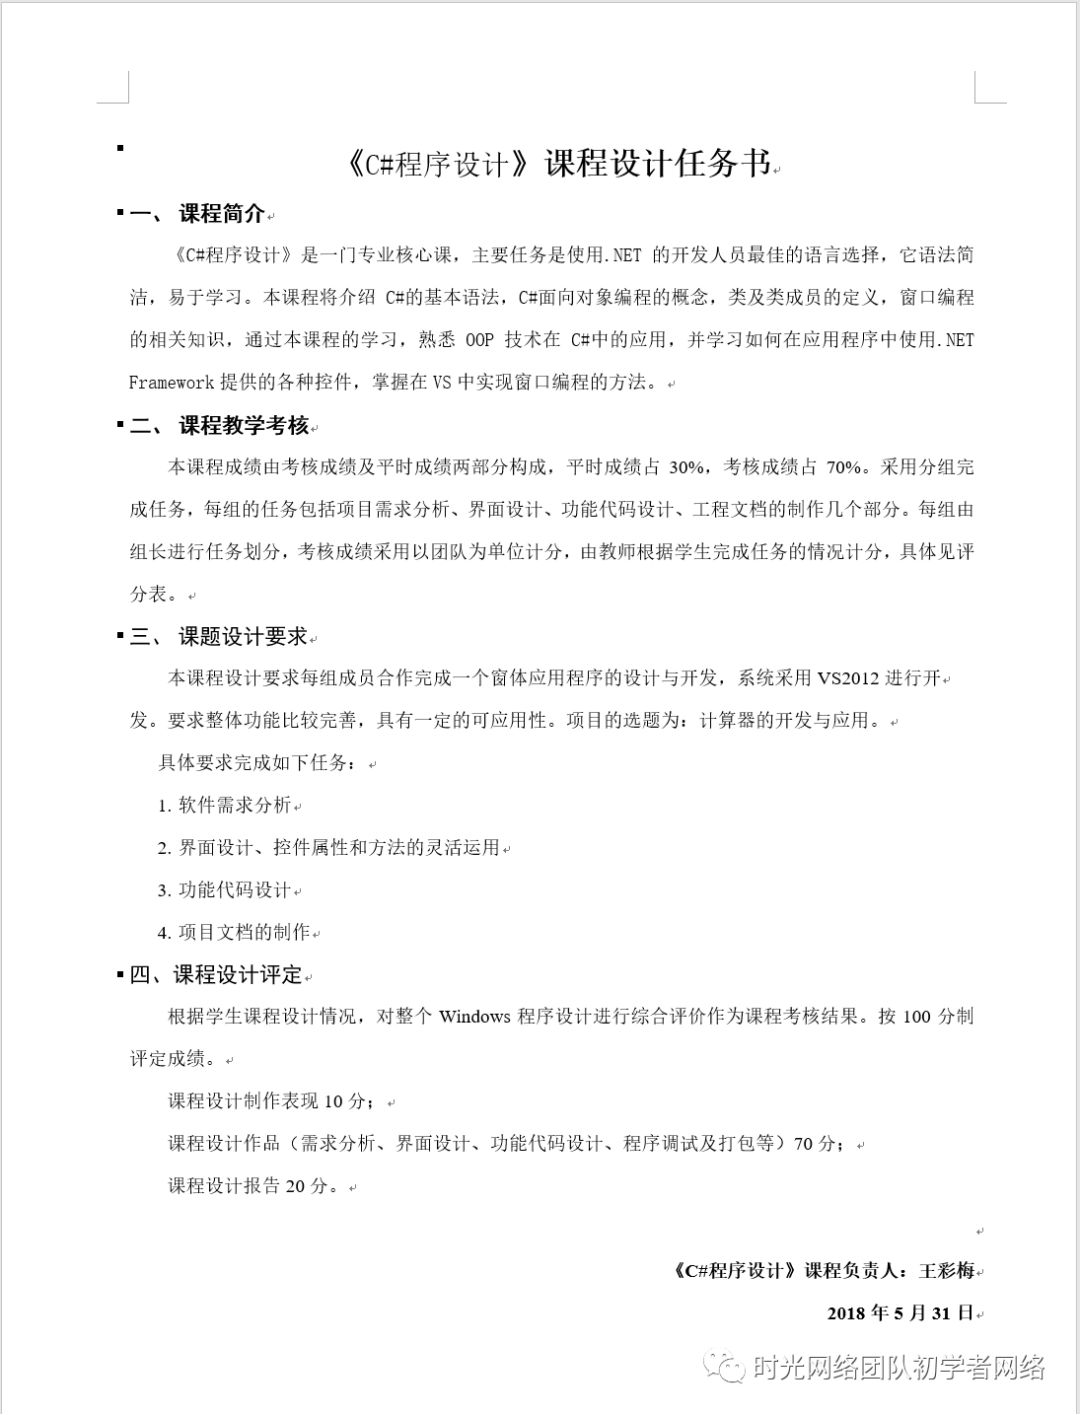 《C#程序设计》课程设计任务书
一、 课程简介
《C#程序设计》是一门专业核心课，主要任务是使用.NET 的开发人员最佳的语言选择，它语法简
洁，易于学习。本课程将介绍 C#的基本语法，C#面向对象编程的概念，类及类成员的定义，窗口编程
的相关知识，通过本课程的学习，熟悉 OOP 技术在 C#中的应用，并学习如何在应用程序中使用.NET
Framework 提供的各种控件，掌握在 VS 中实现窗口编程的方法。
二、 课程教学考核
本课程成绩由考核成绩及平时成绩两部分构成，平时成绩占 30%，考核成绩占 70%。采用分组完
成任务，每组的任务包括项目需求分析、界面设计、功能代码设计、工程文档的制作几个部分。每组由
组长进行任务划分，考核成绩采用以团队为单位计分，由教师根据学生完成任务的情况计分，具体见评
分表。
三、 课题设计要求
本课程设计要求每组成员合作完成一个窗体应用程序的设计与开发，系统采用 VS2012 进行开
发。要求整体功能比较完善，具有一定的可应用性。项目的选题为：计算器的开发与应用。
具体要求完成如下任务：
1. 软件需求分析
2. 界面设计、控件属性和方法的灵活运用
3. 功能代码设计
4. 项目文档的制作
四、课程设计评定
根据学生课程设计情况，对整个 Windows 程序设计进行综合评价作为课程考核结果。按 100 分制
评定成绩。
课程设计制作表现 10 分；
课程设计作品（需求分析、界面设计、功能代码设计、程序调试及打包等）70 分；
课程设计报告 20 分。
《C#程序设计》课程负责人：王彩梅
2018 年 5 月 31 日
时光网络团队初学者网络